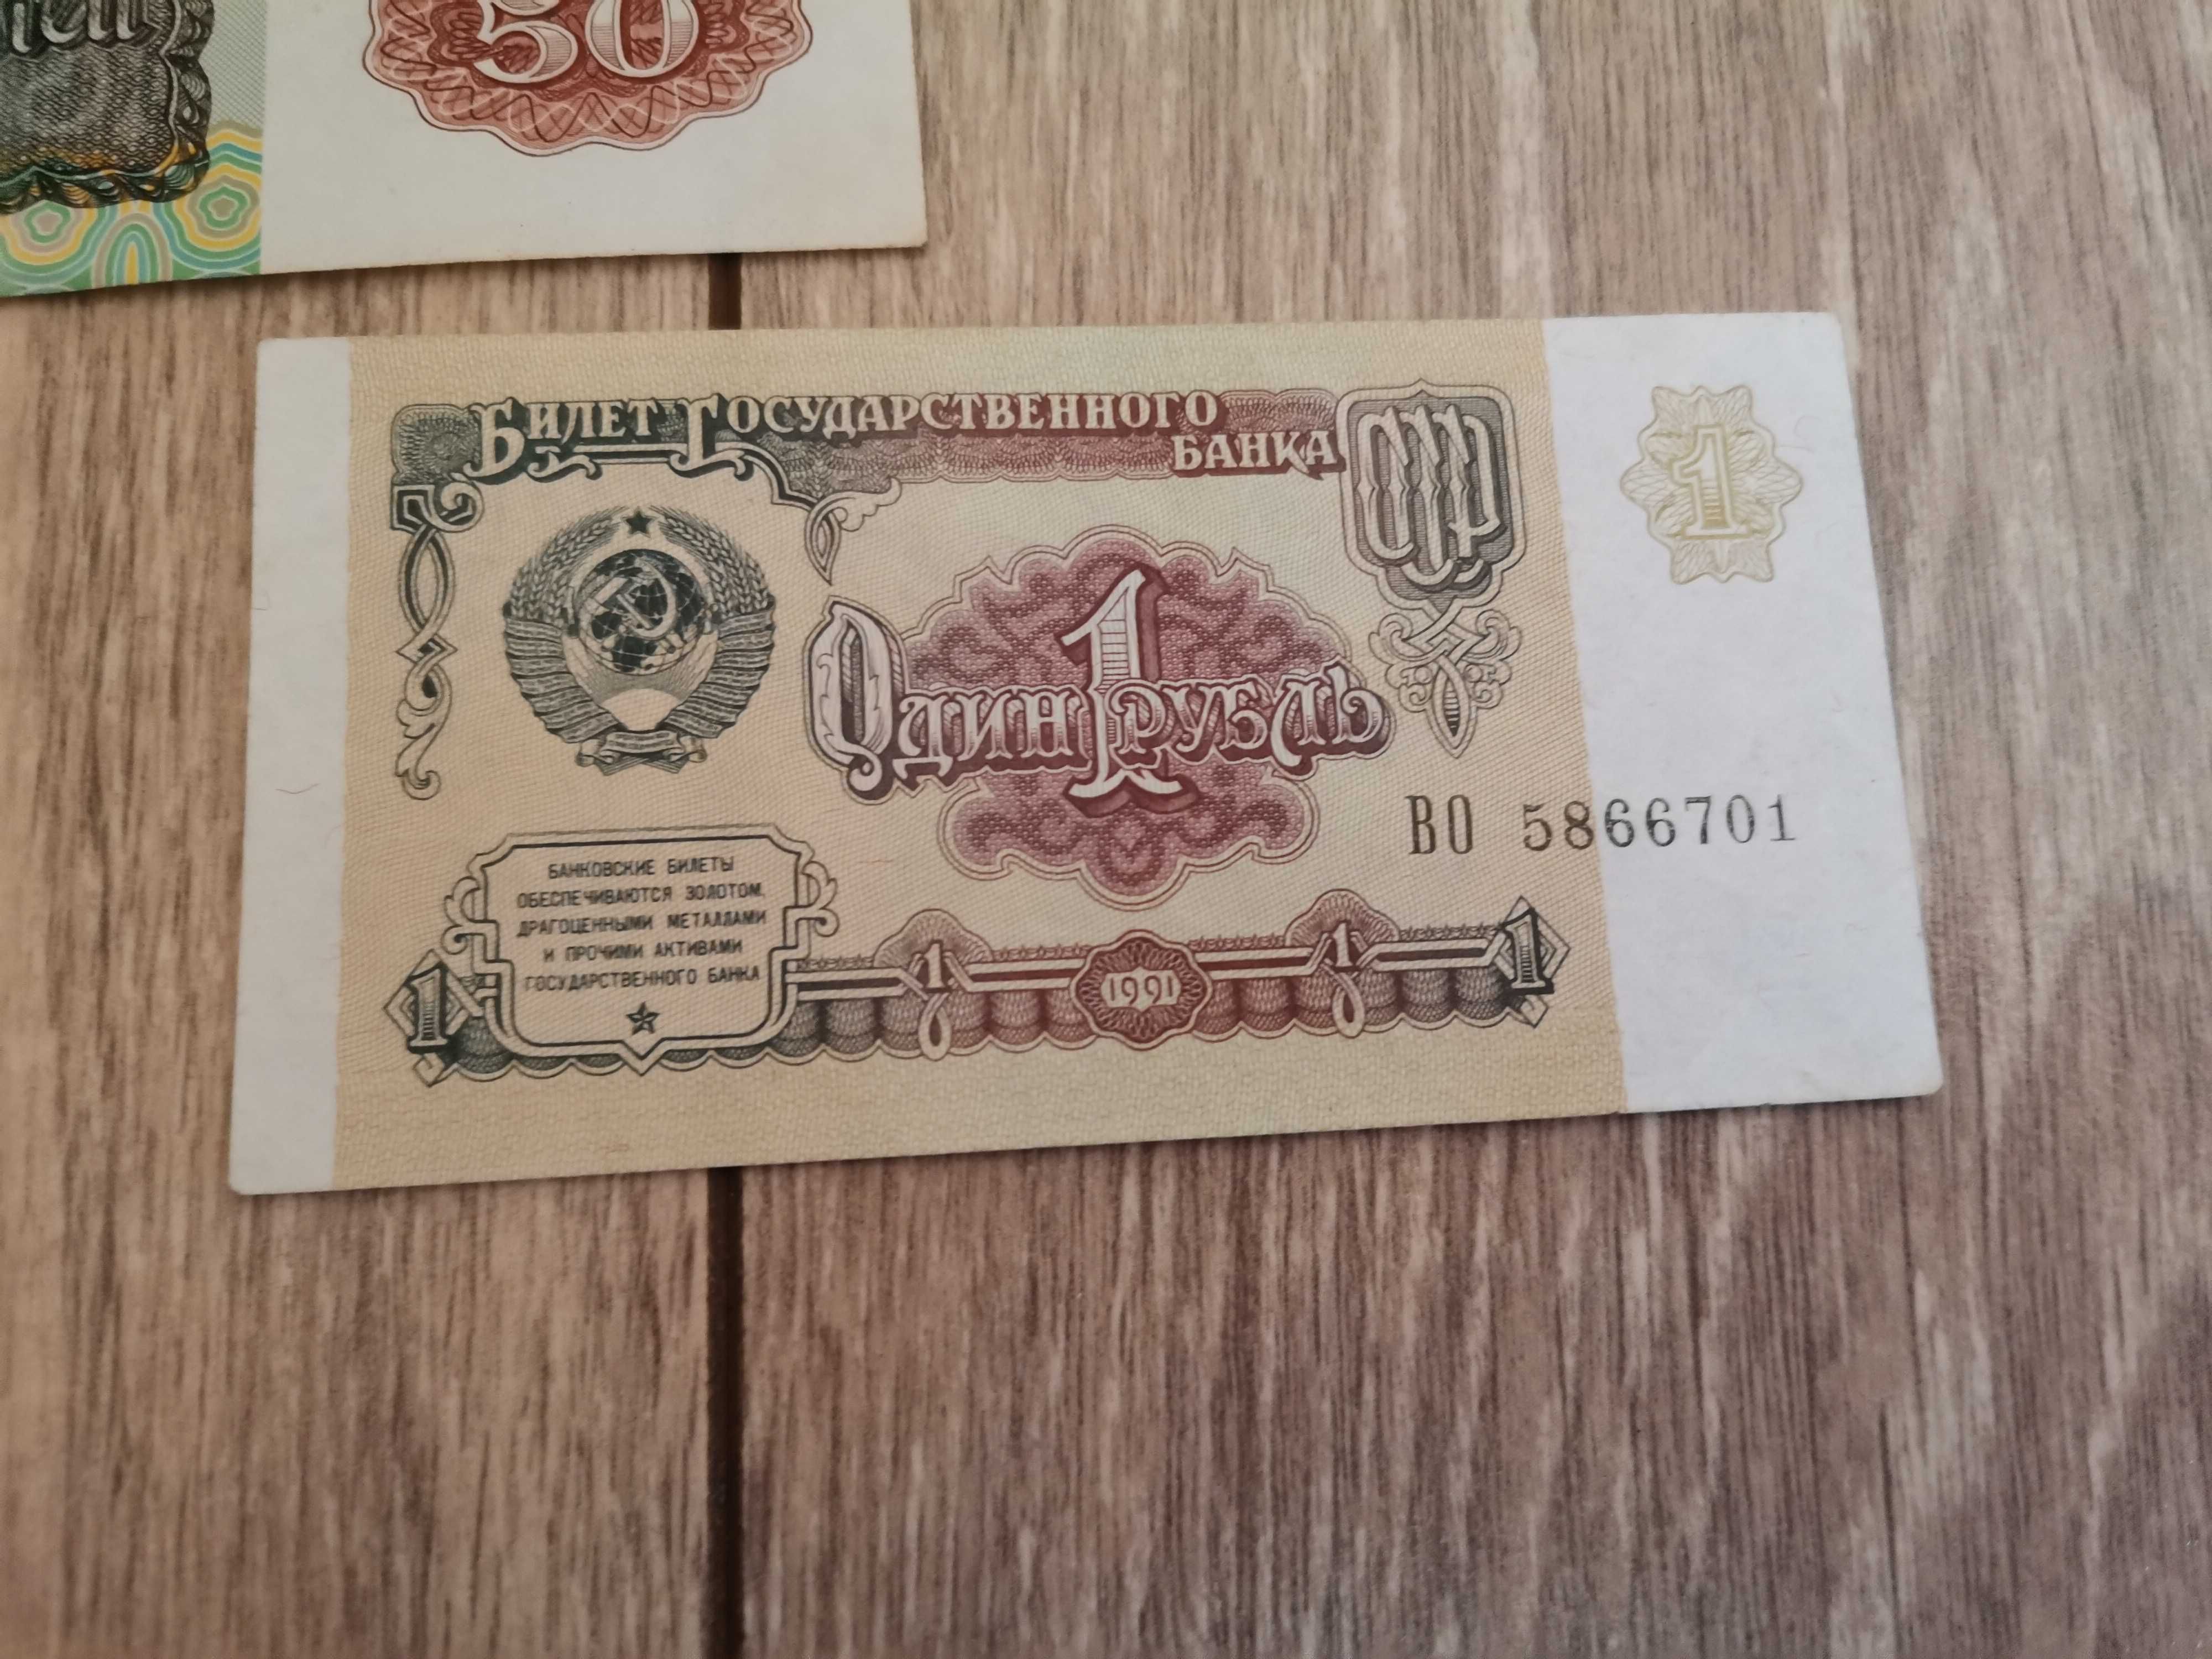 50
БИЛЕТ ГОСУДАРСТВЕННОГО
БАНКА
СССР
1
1
ОДИН РУБЛЬ
ВО 5866701
БАНКОВСКИЕ БИЛЕТЫ
ОБЕСПЕЧИВАЮТСЯ ЗОЛОТОМ,
ДРАГОЦЕННЫМИ МЕТАЛЛАМИ
И ПРОЧИМИ АКТИВАМИ
ГОСУДАРСТВЕННОГО БАНКА
1 1 1991 1 1